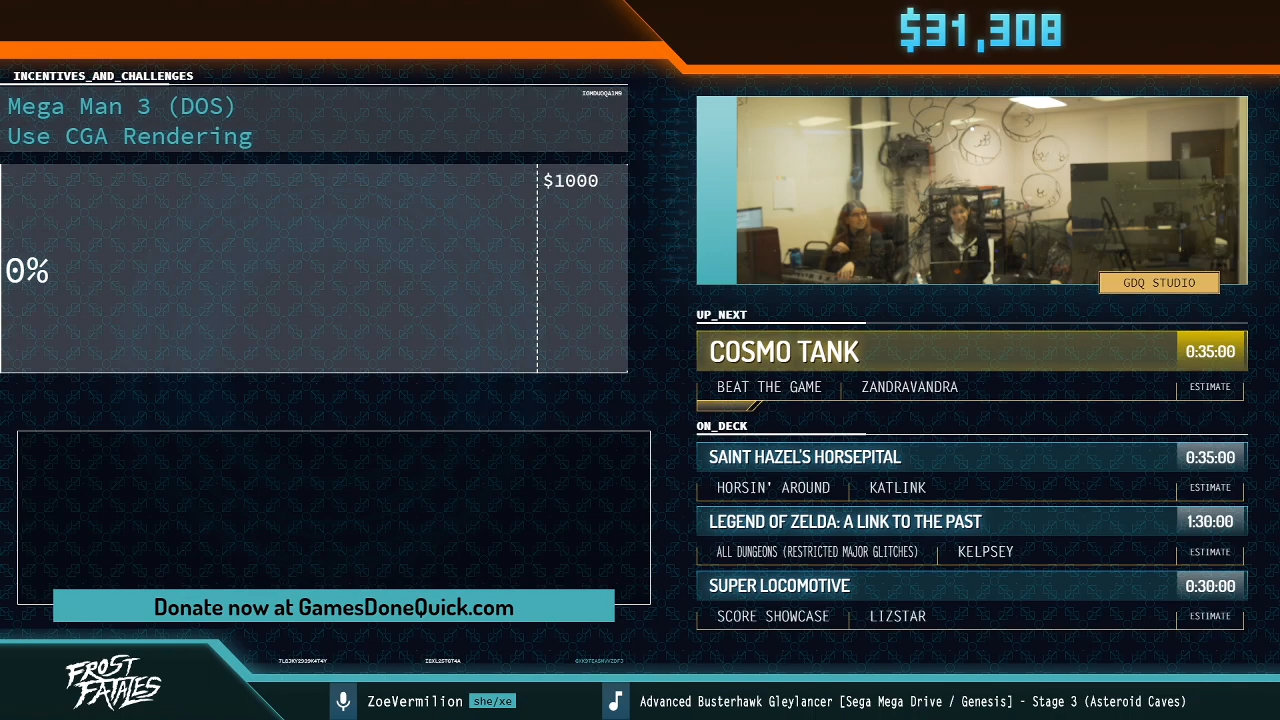 $31,308
INCENTIVES_AND_CHALLENGES
Mega Man 3 (DOS)
Use CGA Rendering
$1000
0%
GDQ STUDIO
UP_NEXT
COSMO TANK 0:35:00
BEAT THE GAME ZANDRAVANDRA ESTIMATE
ON_DECK
SAINT HAZEL'S HORSEPITAL 0:35:00
HORSIN' AROUND KATLINK ESTIMATE
LEGEND OF ZELDA: A LINK TO THE PAST 1:30:00
ALL DUNGEONS (RESTRICTED MAJOR GLITCHES) KELPSEY ESTIMATE
SUPER LOCOMOTIVE 0:30:00
SCORE SHOWCASE LIZSTAR ESTIMATE
Donate now at GamesDoneQuick.com
FROST
FATALES
ZoeVermilion she/xe
Advanced Busterhawk Gleylancer [Sega Mega Drive / Genesis] - Stage 3 (Asteroid Caves)